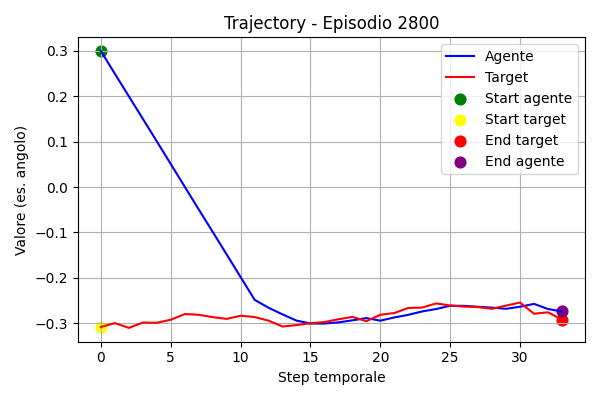 Trajectory - Episodio 2800
Valore (es. angolo)
0.3
0.2
0.1
0.0
−0.1
−0.2
−0.3
0
5
10
15
20
25
30
Step temporale
Agente
Target
Start agente
Start target
End target
End agente